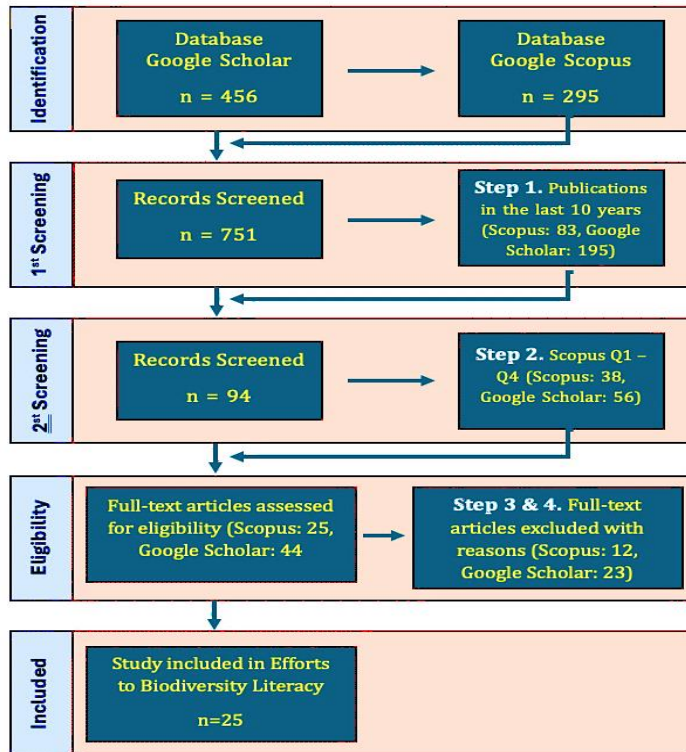 Identification
Database
Google Scholar
n = 456
Database
Google Scopus
n = 295
1st Screening
Records Screened
n = 751
Step 1. Publications
in the last 10 years
(Scopus: 83, Google
Scholar: 195)
2st Screening
Records Screened
n = 94
Step 2. Scopus Q1 –
Q4 (Scopus: 38,
Google Scholar: 56)
Eligibility
Full-text articles assessed
for eligibility (Scopus: 25,
Google Scholar: 44
Step 3 & 4. Full-text
articles excluded with
reasons (Scopus: 12,
Google Scholar: 23)
Included
Study included in Efforts
to Biodiversity Literacy
n=25